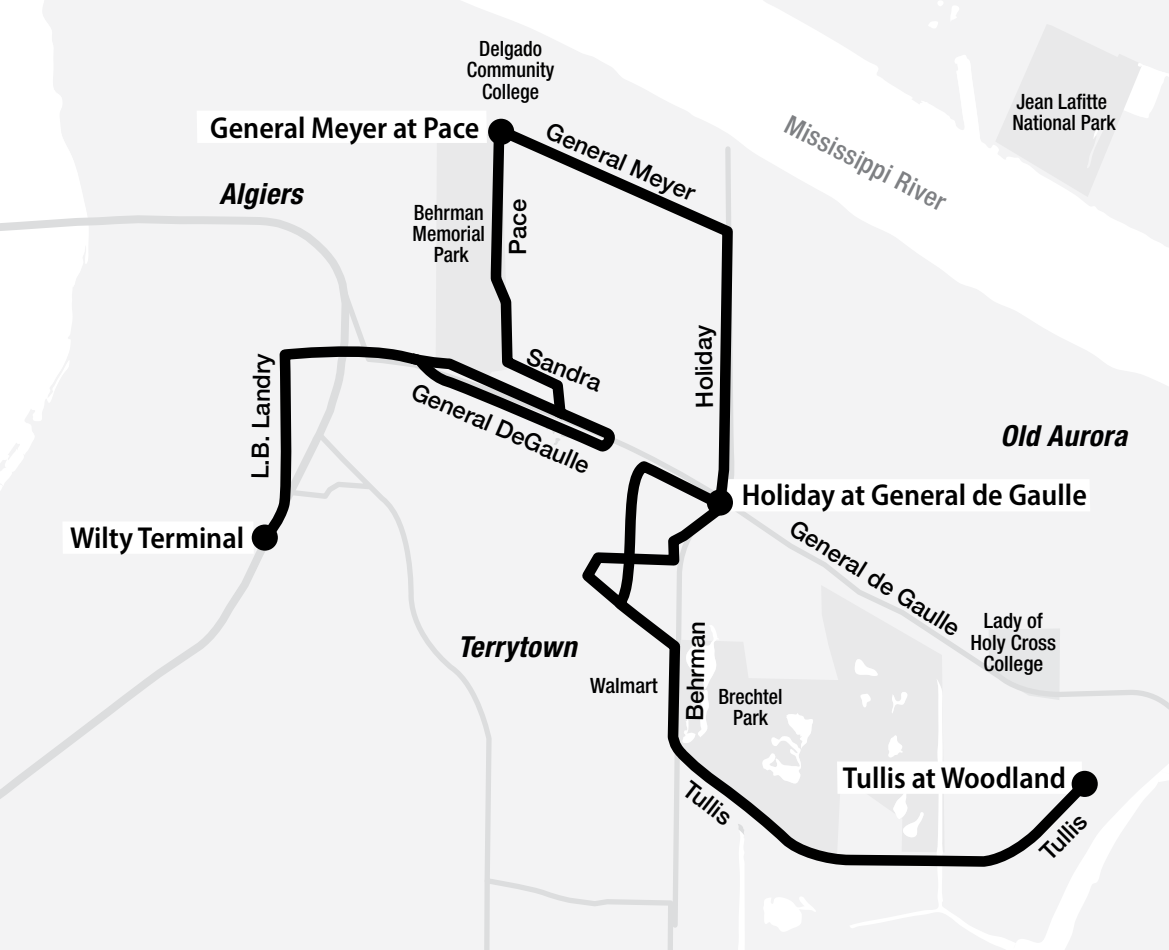 Delgado
Community
College
General Meyer at Pace
General Meyer
Jean Lafitte
National Park
Mississippi River
Algiers
Behrman
Memorial
Park
Pace
Holiday
Sandra
General DeGaulle
L.B. Landry
Old Aurora
Holiday at General de Gaulle
Wilty Terminal
General de Gaulle
Lady of
Holy Cross
College
Terrytown
Walmart
Behrman
Brechtel
Park
Tullis at Woodland
Tullis
Tullis